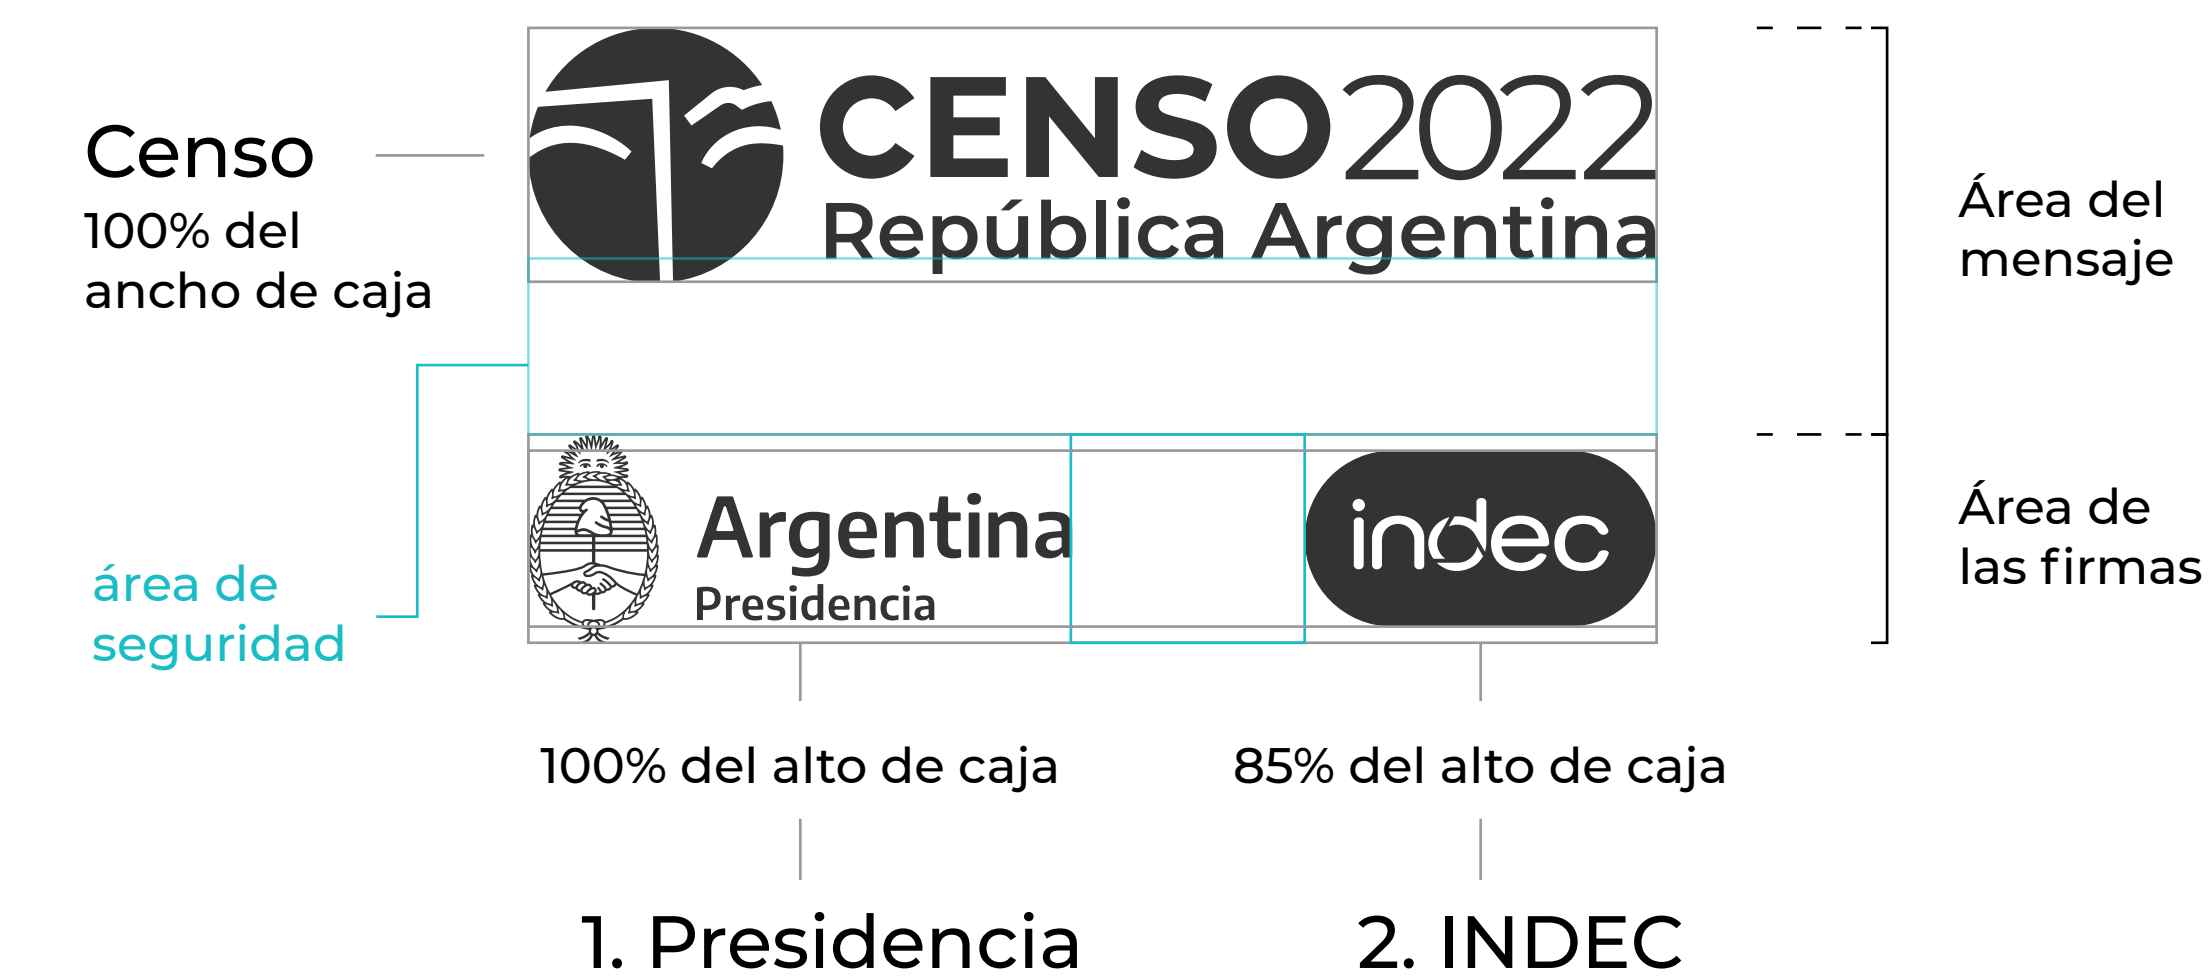 Censo
100% del
ancho de caja
área de
seguridad
CENSO2022
República Argentina
Argentina
Presidencia
indec
Área del
mensaje
Área de
las firmas
100% del alto de caja
85% del alto de caja
1. Presidencia
2. INDEC